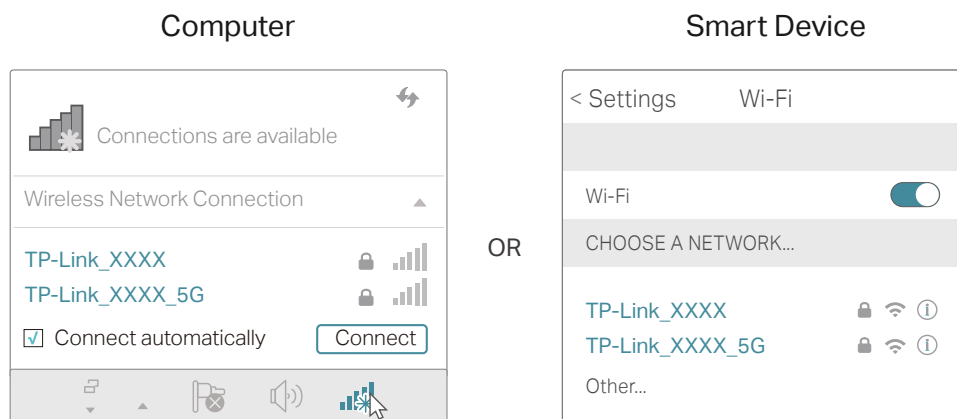 Computer
Connections are available
Wireless Network Connection
TP-Link_XXXX
TP-Link_XXXX_5G
Connect automatically
Connect
OR
Smart Device
< Settings Wi-Fi
Wi-Fi
CHOOSE A NETWORK...
TP-Link_XXXX
TP-Link_XXXX_5G
Other...